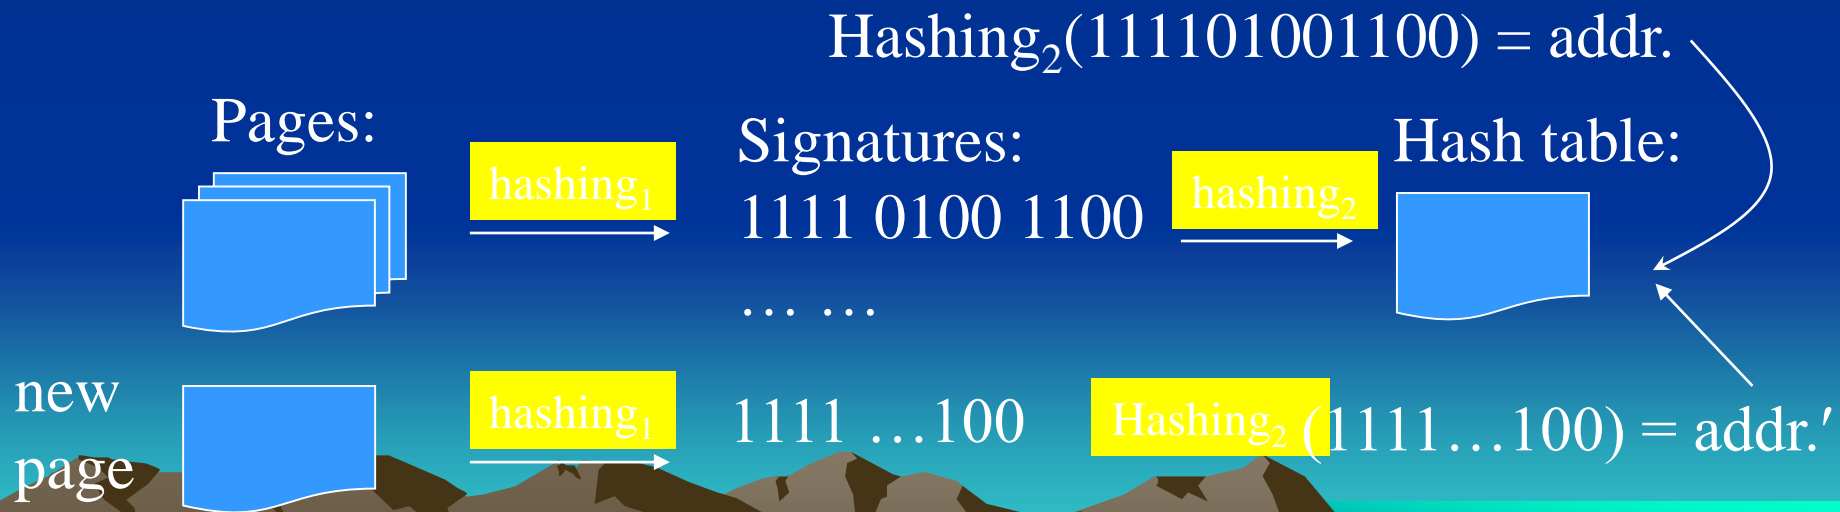 Hashing₂(111101001100) = addr.
Pages:
Signatures:
Hash table:
hashing₁
hashing₂
1111 0100 1100
… …
new
page
hashing₁
1111 …100
Hashing₂ (1111…100) = addr.′